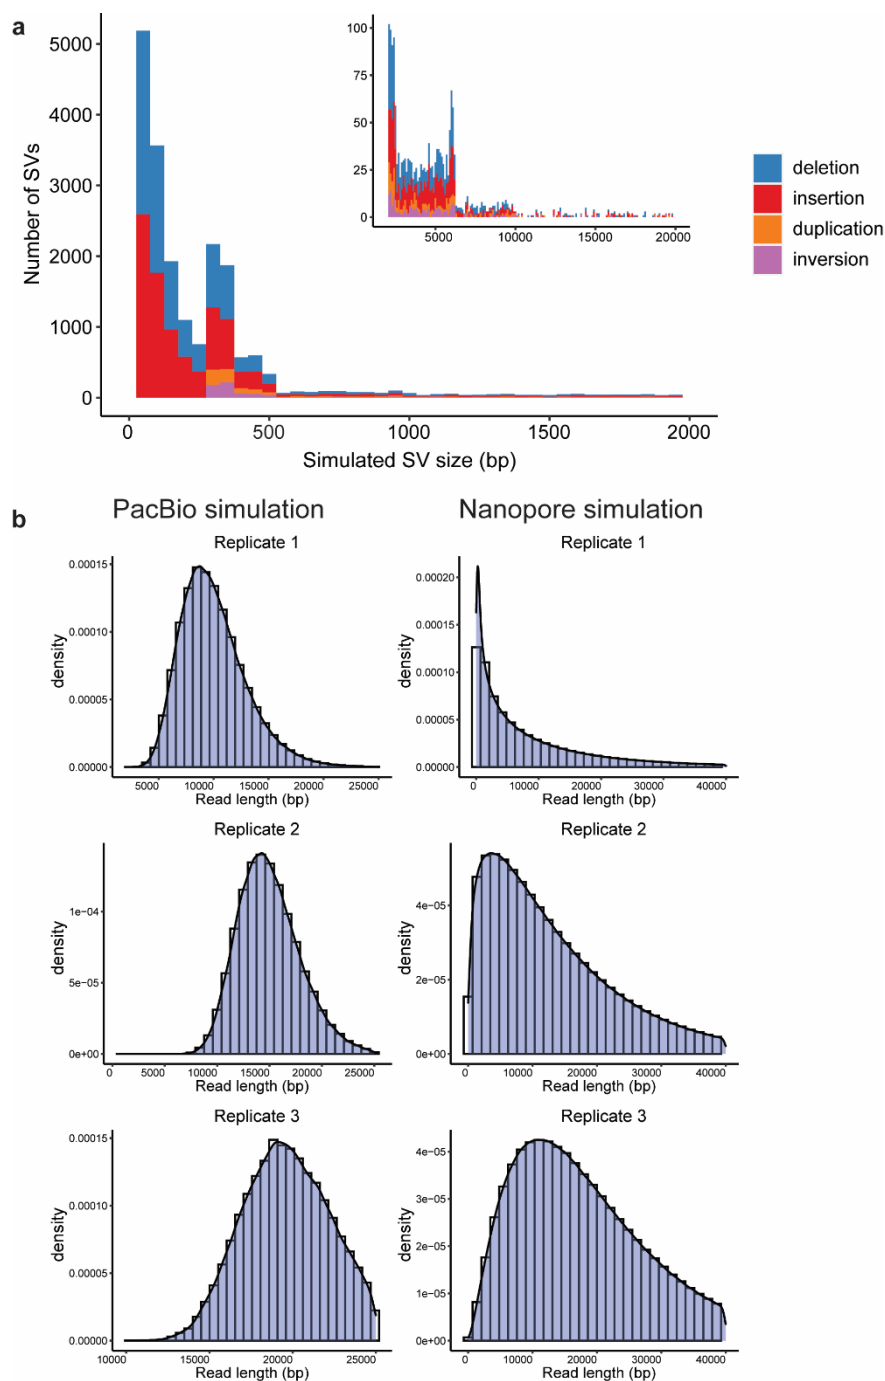 a
5000
4000
3000
2000
1000
0
Number of SVs
0 500 1000 1500 2000
Simulated SV size (bp)
100
75
50
25
0
5000 10000 15000 20000
deletion
insertion
duplication
inversion
b
PacBio simulation
Nanopore simulation
Replicate 1
0.00015
0.00010
0.00005
0.00000
density
5000 10000 15000 20000 25000
Read length (bp)
Replicate 1
0.00020
0.00015
0.00010
0.00005
0.00000
density
0 10000 20000 30000 40000
Read length (bp)
Replicate 2
1e-04
5e-05
0e+00
density
0 5000 10000 15000 20000 25000
Read length (bp)
Replicate 2
4e-05
2e-05
0e+00
density
0 10000 20000 30000 40000
Read length (bp)
Replicate 3
0.00015
0.00010
0.00005
0.00000
density
10000 15000 20000 25000
Read length (bp)
Replicate 3
4e-05
3e-05
2e-05
1e-05
0e+00
density
0 10000 20000 30000 40000
Read length (bp)